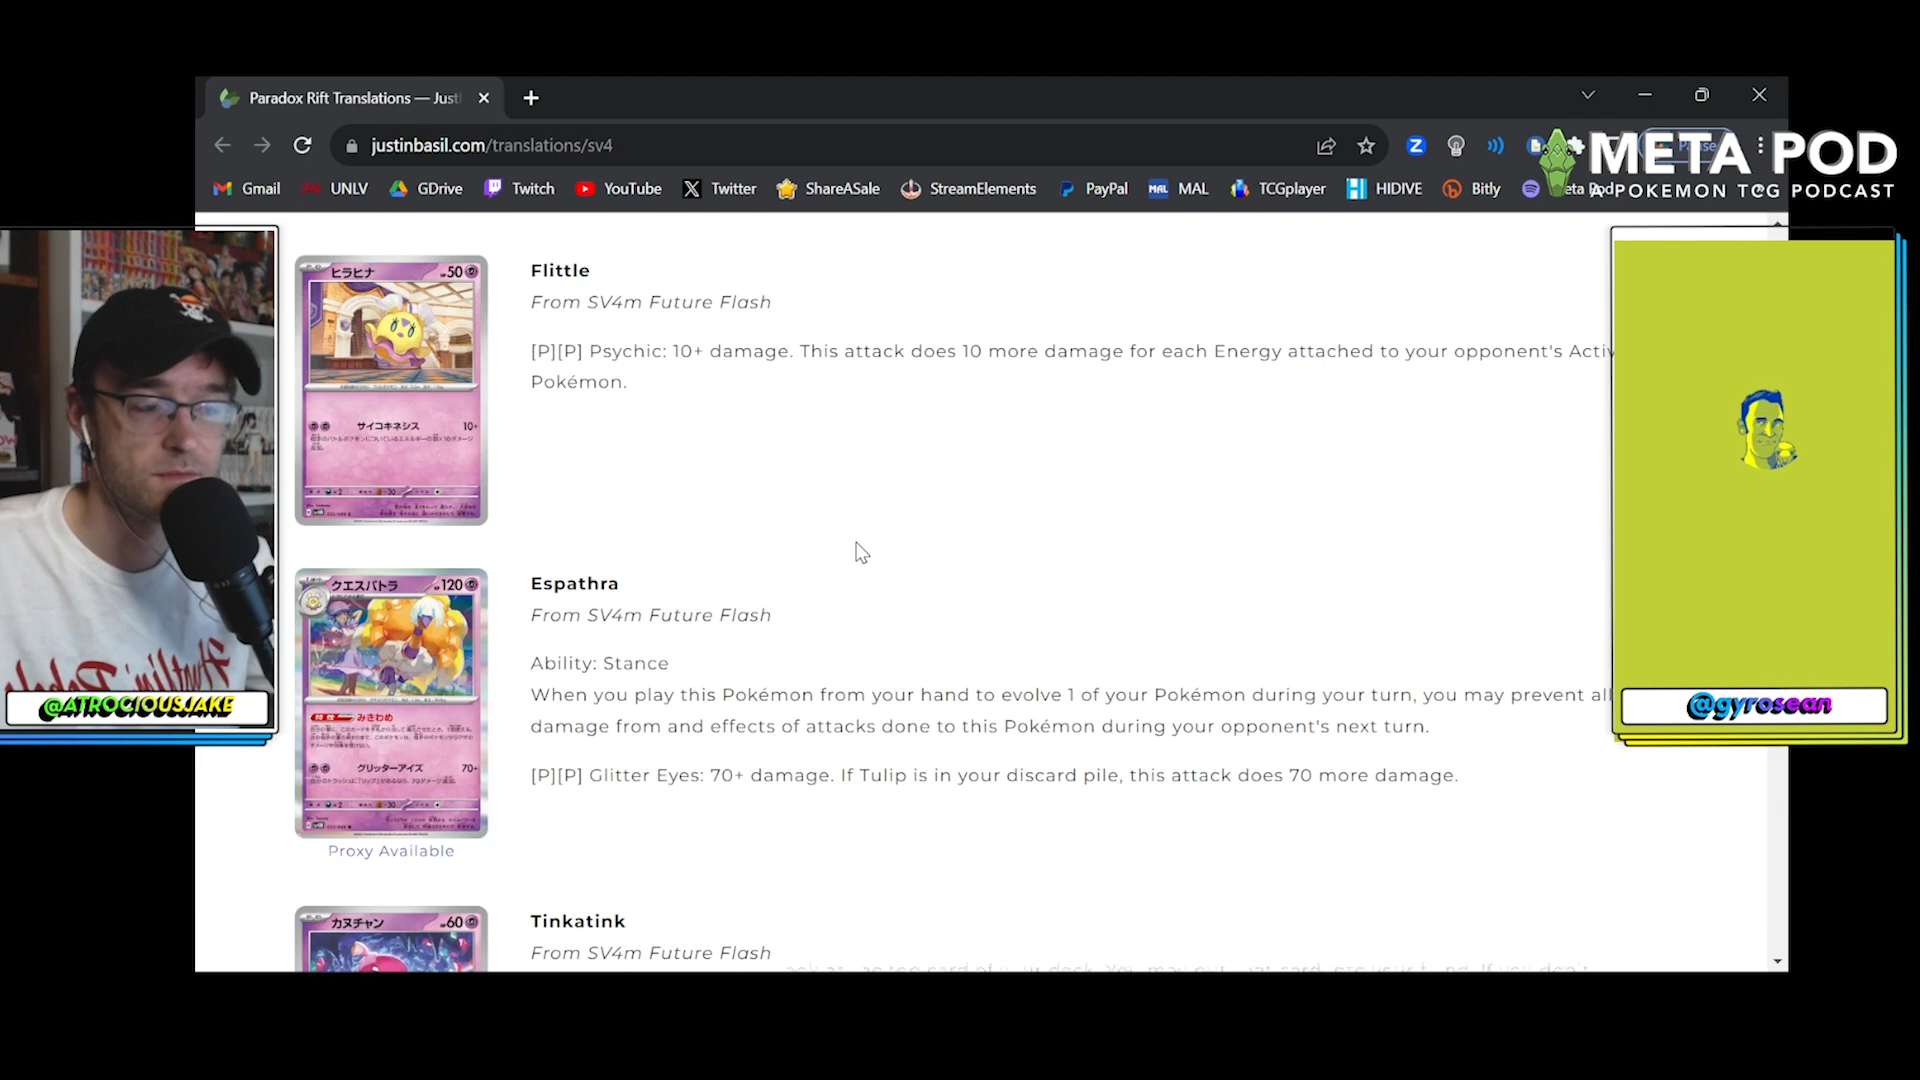 Paradox Rift Translations — Just
justinbasil.com/translations/sv4
META POD
A POKEMON TCG PODCAST
Gmail
UNLV
GDrive
Twitch
YouTube
Twitter
ShareASale
StreamElements
PayPal
MAL
TCGplayer
HIDIVE
Bitly
ヒラヒナ 50
サイコキネシス 10+
Flittle
From SV4m Future Flash
[P][P] Psychic: 10+ damage. This attack does 10 more damage for each Energy attached to your opponent's Activ
Pokémon.
クエスパトラ 120
特性 みきわめ
グリッターアイズ 70+
Proxy Available
Espathra
From SV4m Future Flash
Ability: Stance
When you play this Pokémon from your hand to evolve 1 of your Pokémon during your turn, you may prevent all
damage from and effects of attacks done to this Pokémon during your opponent's next turn.
[P][P] Glitter Eyes: 70+ damage. If Tulip is in your discard pile, this attack does 70 more damage.
カヌチャン 60
Tinkatink
From SV4m Future Flash
@ATROCIOUSJAKE
@gyrosean